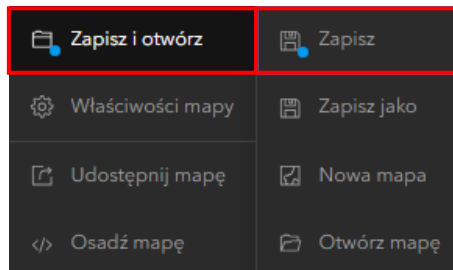 Zapisz i otwórz
Właściwości mapy
Udostępnij mapę
Osadź mapę
Zapisz
Zapisz jako
Nowa mapa
Otwórz mapę